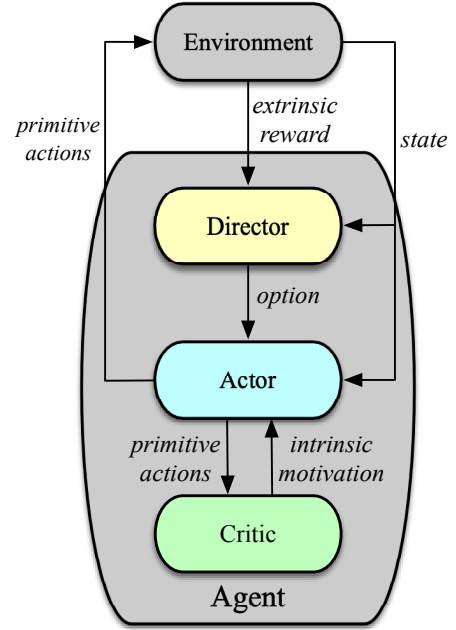 Environment
extrinsic
reward
primitive
actions
state
Director
option
Actor
primitive
actions
intrinsic
motivation
Critic
Agent